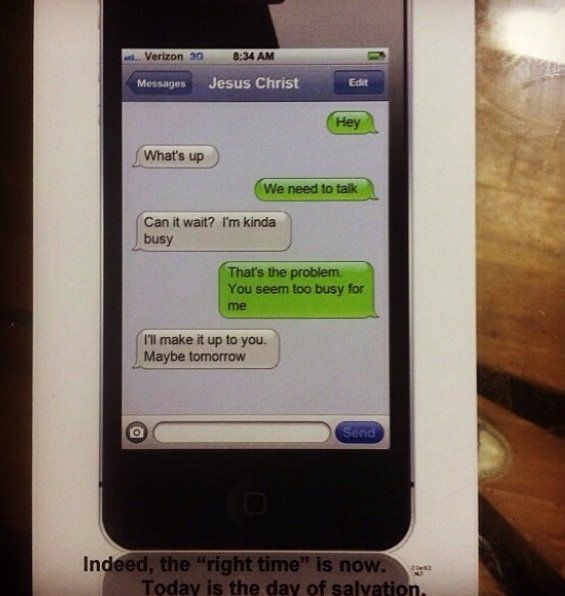 Verizon 3G 8:34 AM
Messages Jesus Christ Edit
Hey
What's up
We need to talk
Can it wait? I'm kinda
busy
That's the problem.
You seem too busy for
me
I'll make it up to you.
Maybe tomorrow
Send
Indeed, the “right time” is now.
Today is the day of salvation.